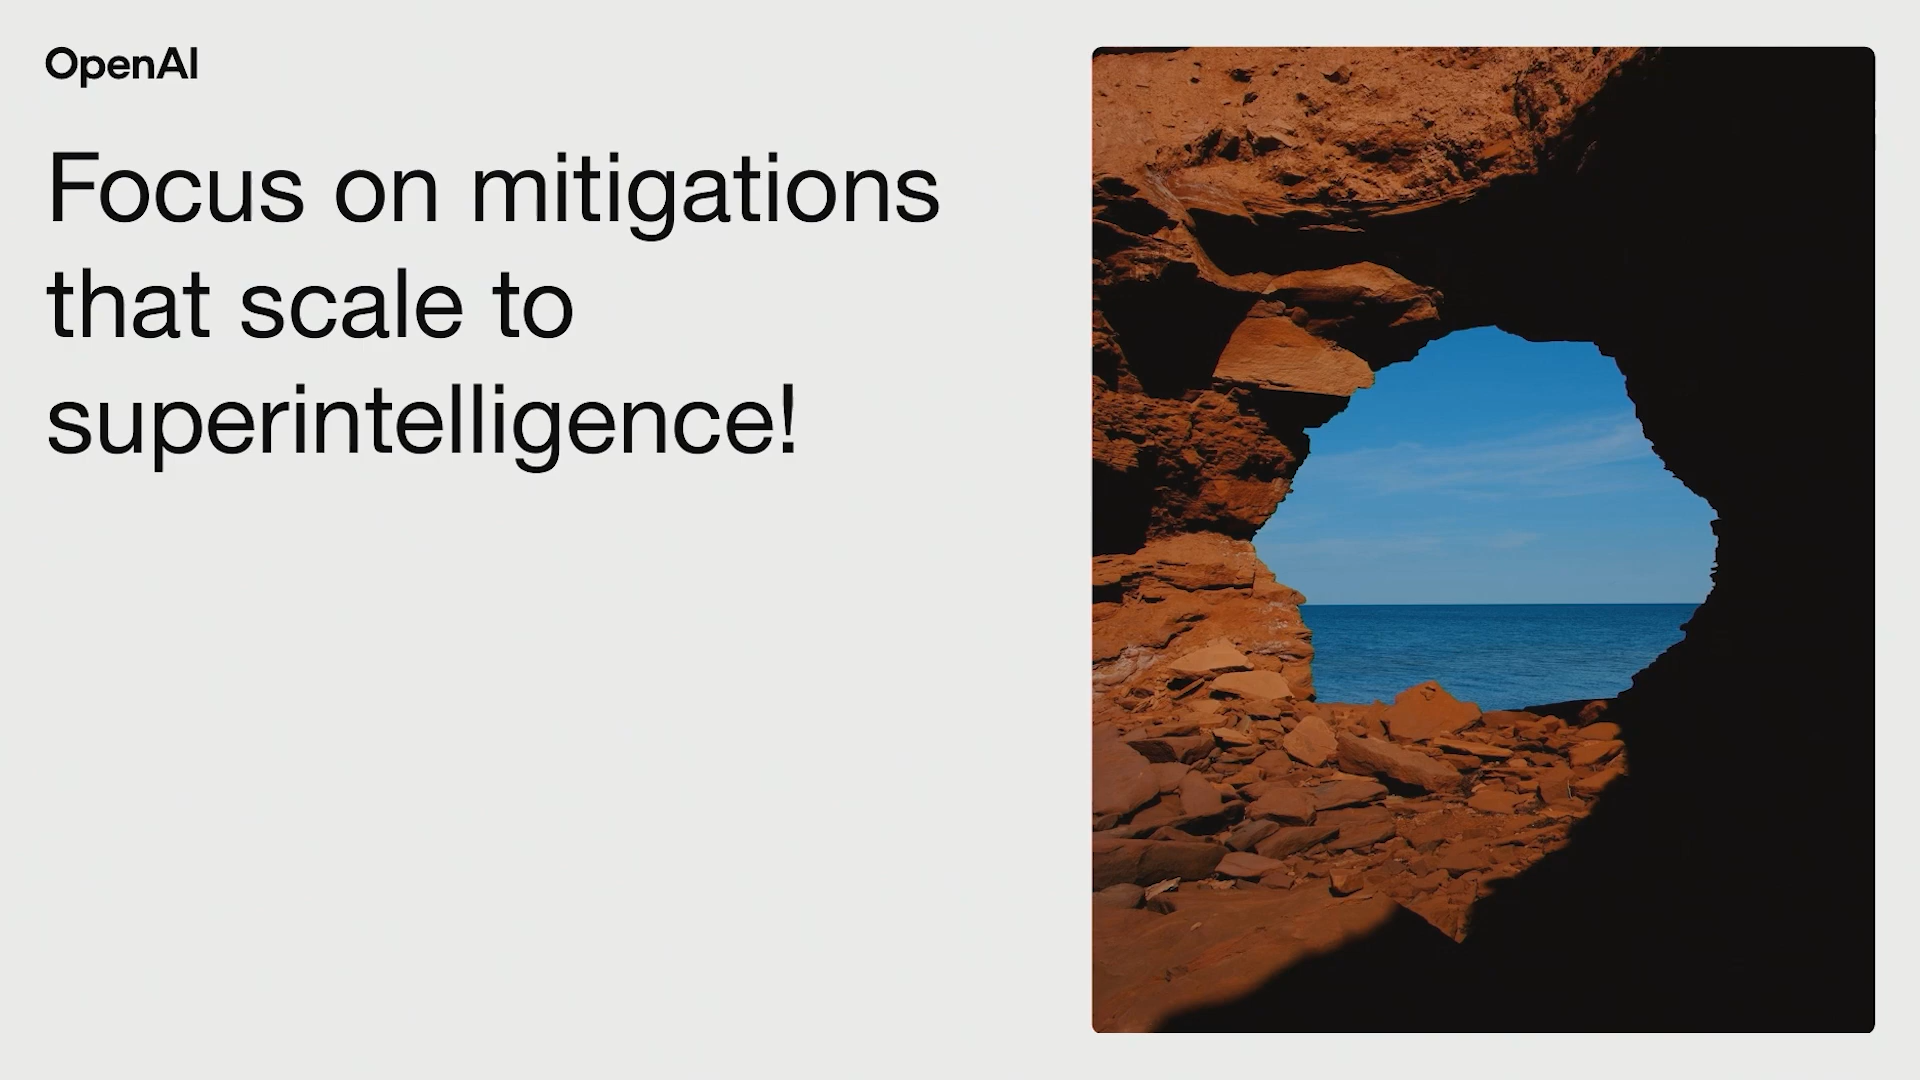 OpenAI
Focus on mitigations
that scale to
superintelligence!